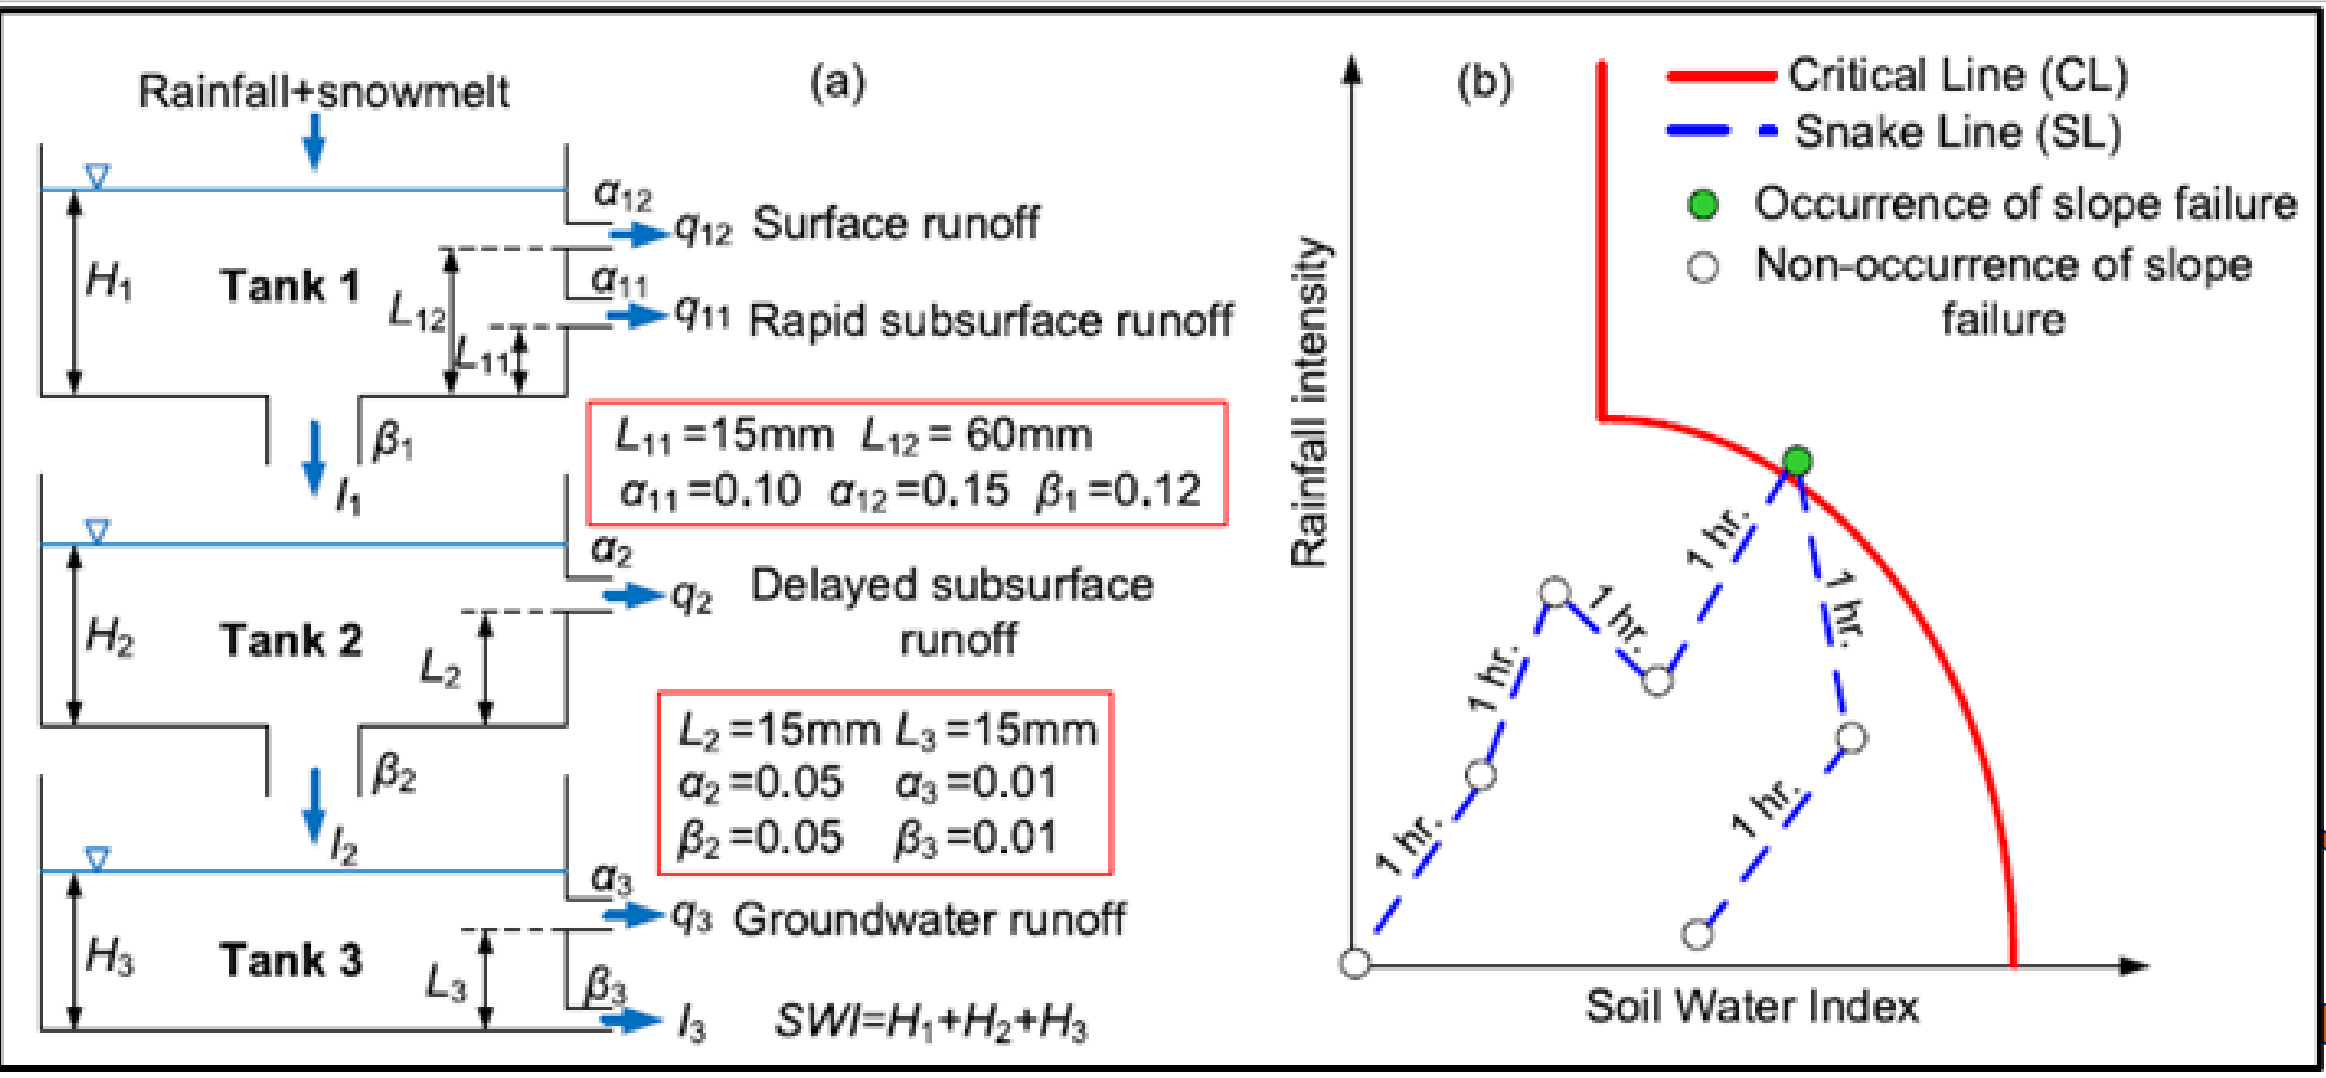 Rainfall+snowmelt
(a)
α12
q12 Surface runoff
H1
Tank 1
L12
α11
q11 Rapid subsurface runoff
L11
β1
I1
L11 =15mm L12 = 60mm
α11 =0.10 α12 =0.15 β1 =0.12
α2
q2 Delayed subsurface
runoff
H2
Tank 2
L2
β2
I2
L2 =15mm L3 =15mm
α2 =0.05 α3 =0.01
β2 =0.05 β3 =0.01
α3
q3 Groundwater runoff
H3
Tank 3
L3
β3
I3
SWI=H1+H2+H3
(b)
Critical Line (CL)
Snake Line (SL)
Occurrence of slope failure
Non-occurrence of slope
failure
Rainfall intensity
1 hr.
1 hr.
1 hr.
1 hr.
1 hr.
1 hr.
Soil Water Index